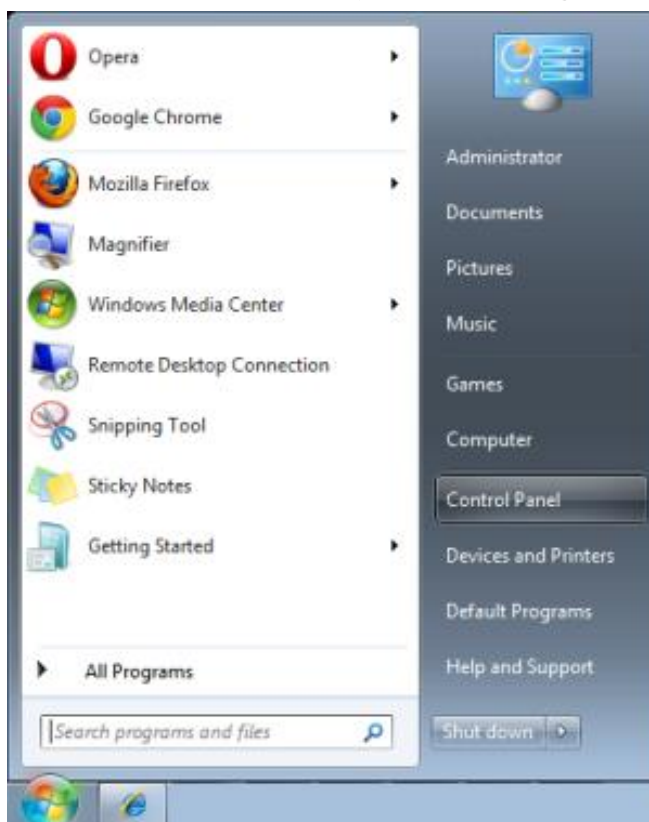 Opera
Google Chrome
Mozilla Firefox
Magnifier
Windows Media Center
Remote Desktop Connection
Snipping Tool
Sticky Notes
Getting Started
All Programs
Search programs and files
Administrator
Documents
Pictures
Music
Games
Computer
Control Panel
Devices and Printers
Default Programs
Help and Support
Shut down